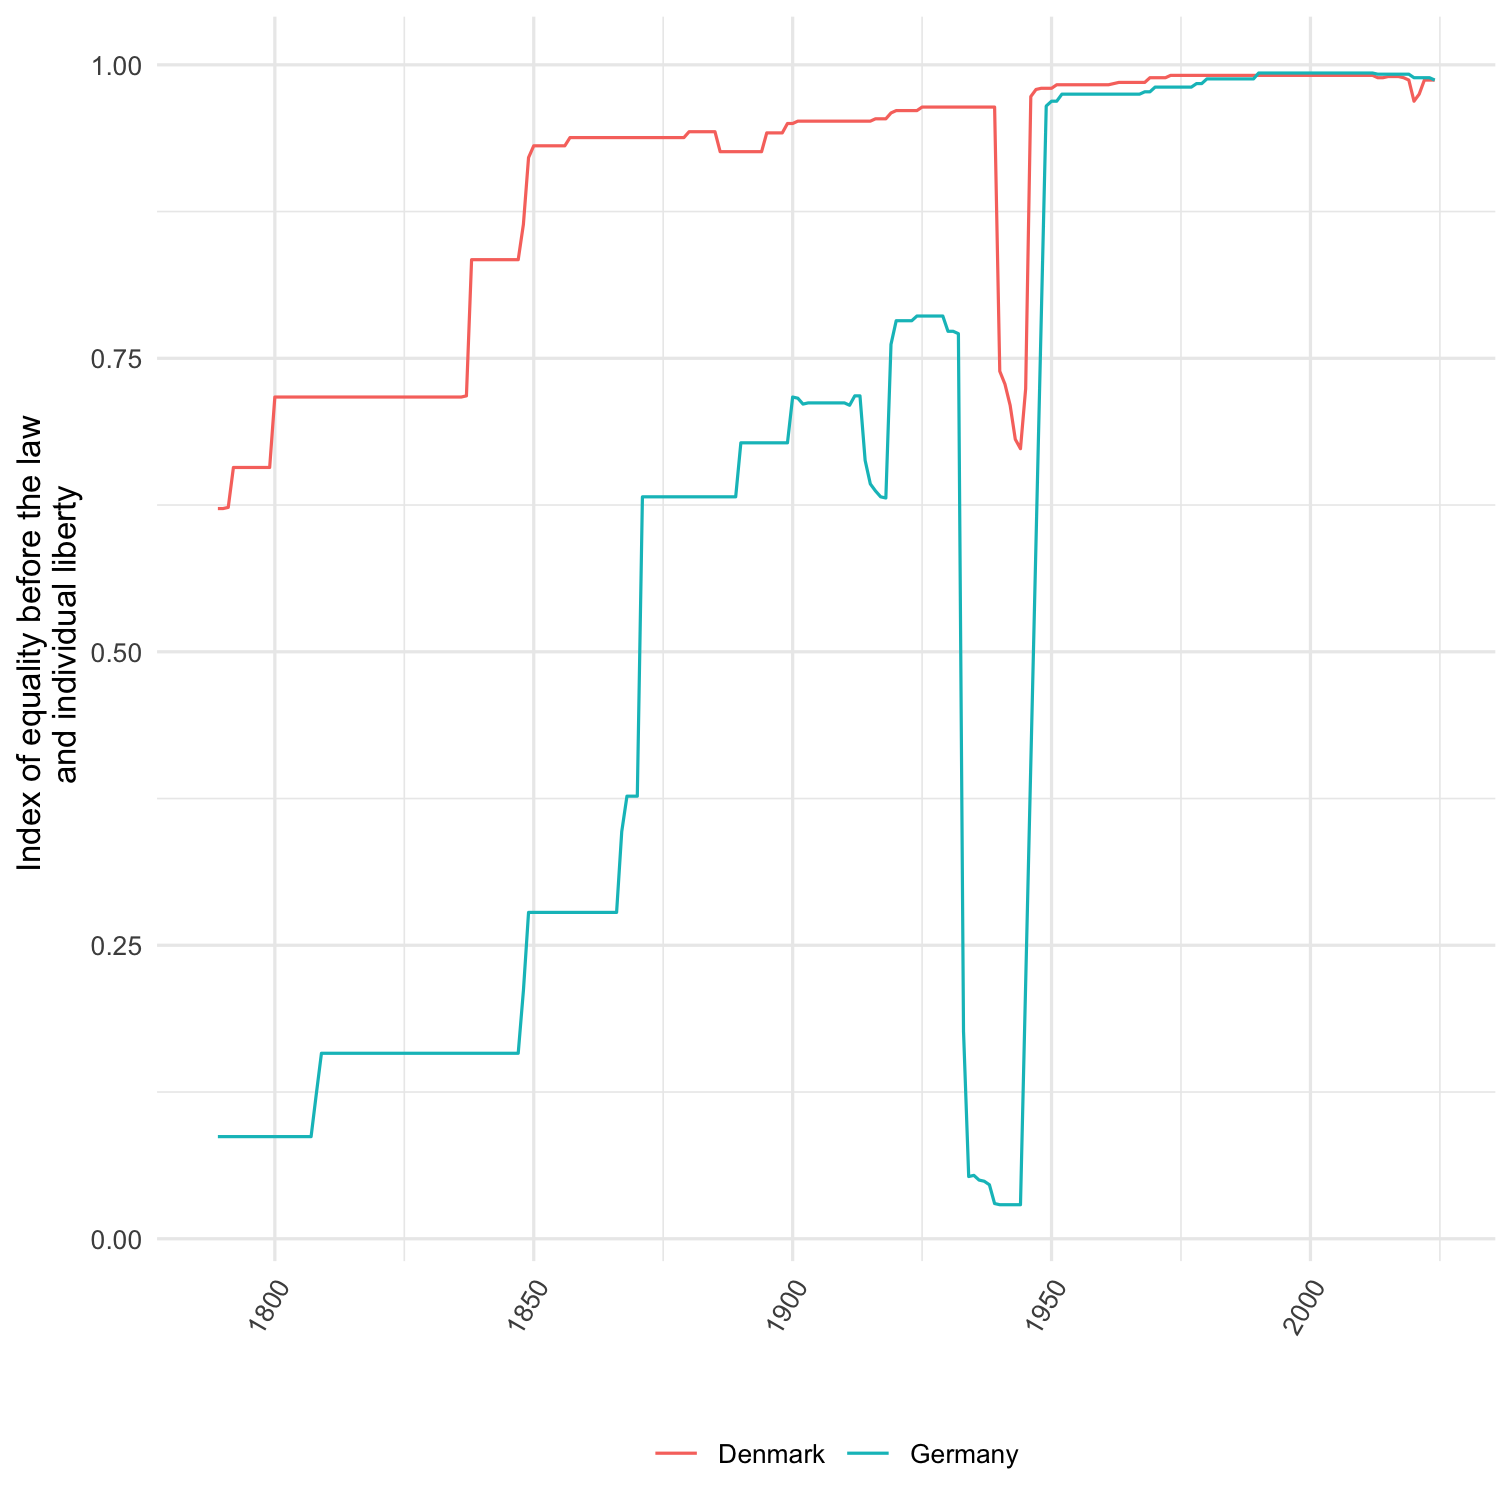 Index of equality before the law
and individual liberty
1.00
0.75
0.50
0.25
0.00
1800
1850
1900
1950
2000
Denmark
Germany